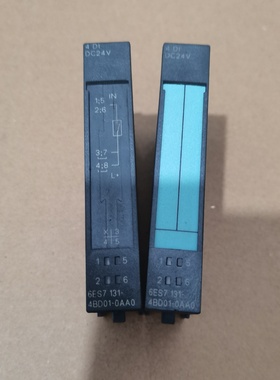 4 DI
DC24V
IN
1;5
2;6
3;7
4;8
L+
1 5
2 6
6ES7 131-
4BD01-0AA0
4 DI
DC24V
1 5
2 6
6ES7 131-
4BD01-0AA0